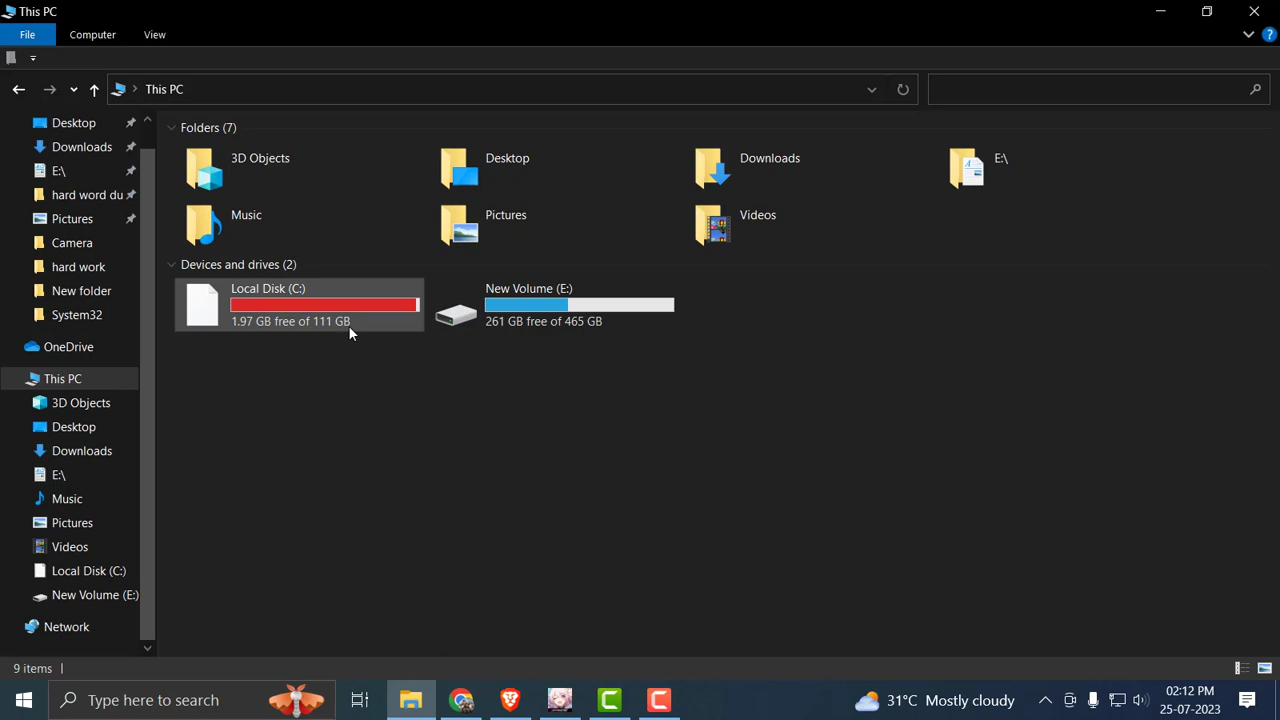 This PC
File
Computer
View
This PC
Desktop
Downloads
E:\
hard word du
Pictures
Camera
hard work
New folder
System32
OneDrive
This PC
3D Objects
Desktop
Downloads
E:\
Music
Pictures
Videos
Local Disk (C:)
New Volume (E:)
Network
Folders (7)
3D Objects
Desktop
Downloads
E:\
Music
Pictures
Videos
Devices and drives (2)
Local Disk (C:)
1.97 GB free of 111 GB
New Volume (E:)
261 GB free of 465 GB
9 items
Type here to search
31°C Mostly cloudy
02:12 PM
25-07-2023